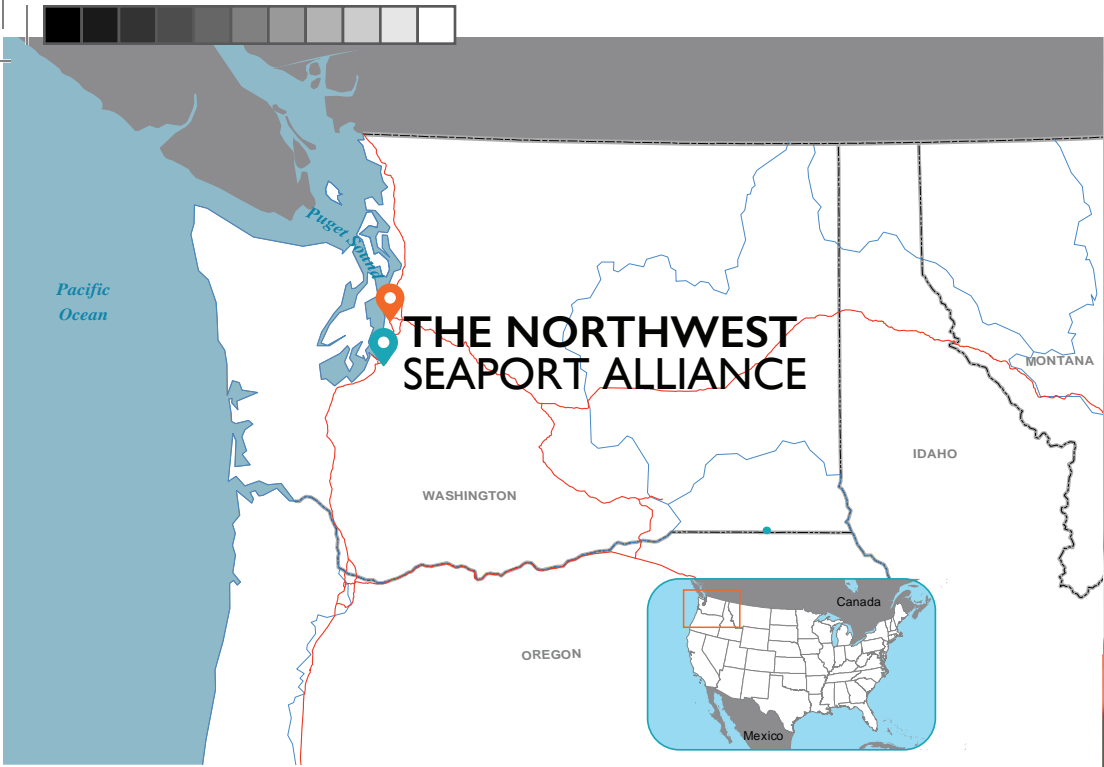 Puget Sound
Pacific
Ocean
THE NORTHWEST
SEAPORT ALLIANCE
MONTANA
IDAHO
WASHINGTON
OREGON
Canada
Mexico